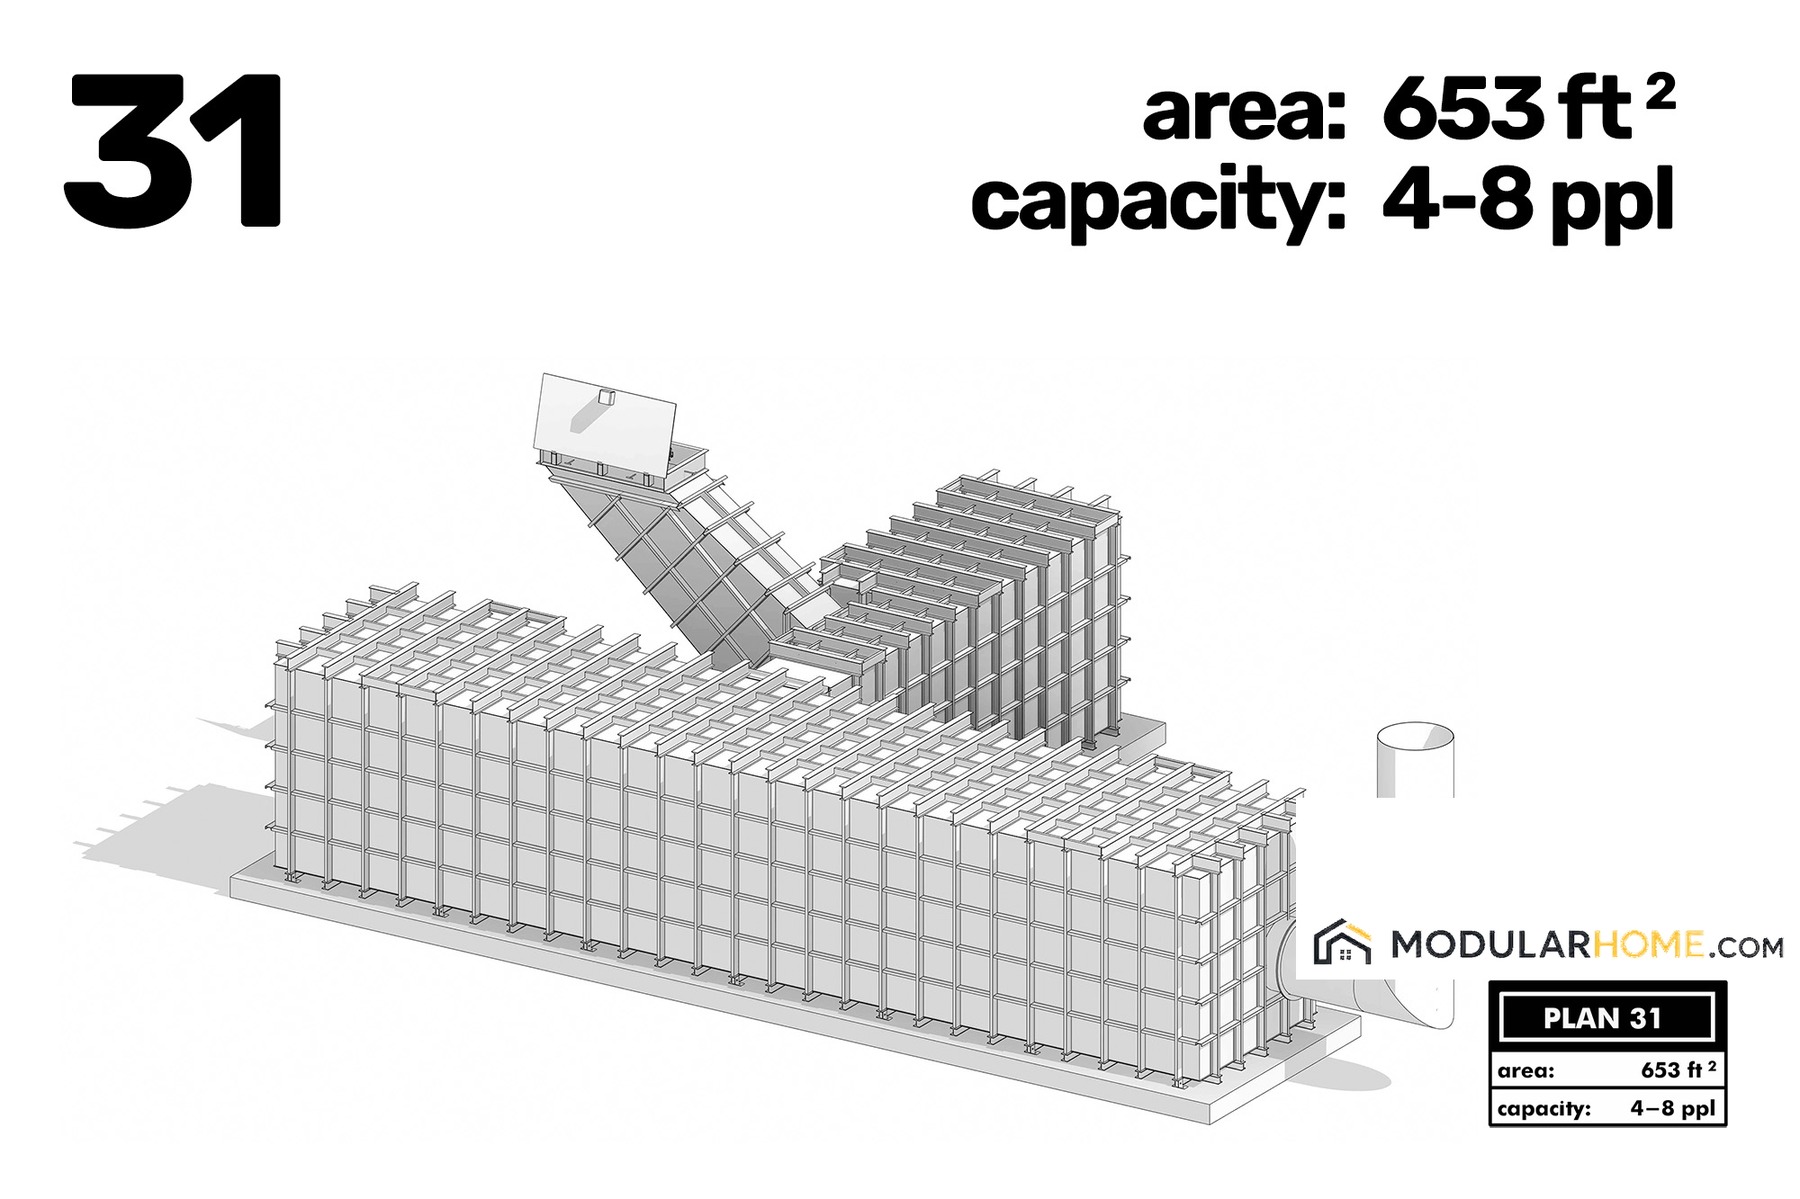 31
area: 653 ft²
capacity: 4-8 ppl
MODULARHOME.COM
PLAN 31
area: 653 ft²
capacity: 4–8 ppl